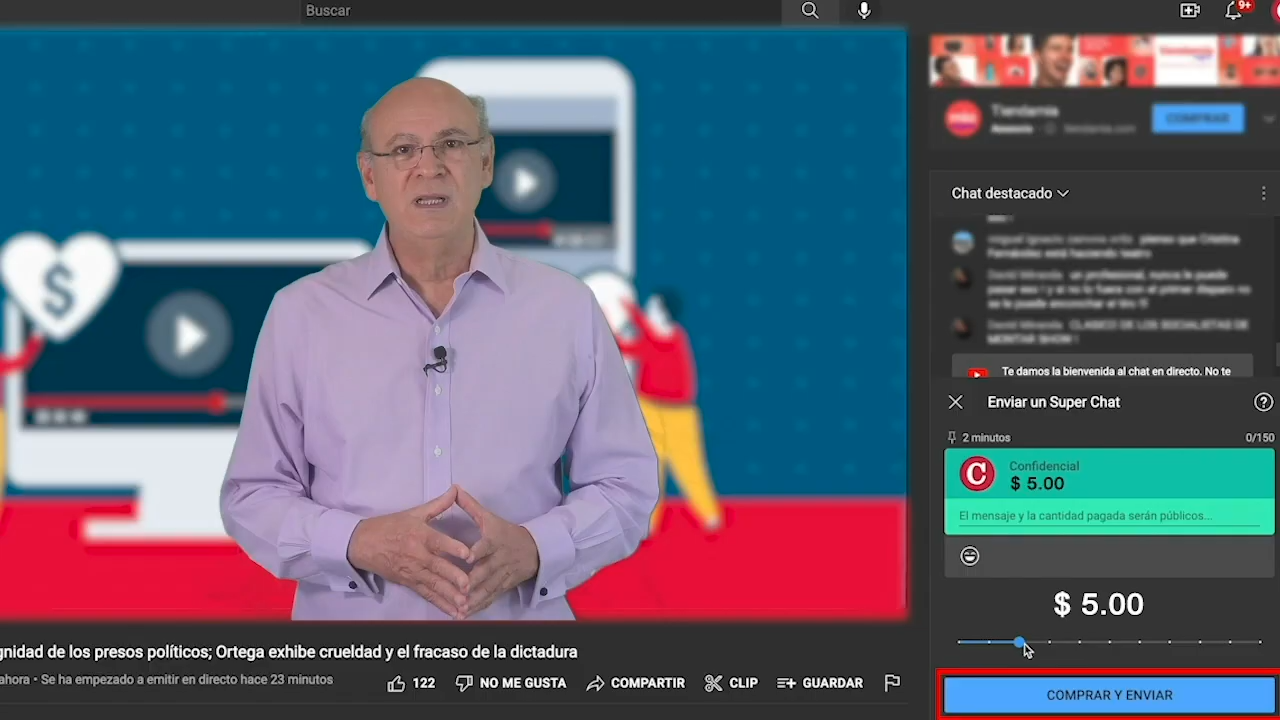 Buscar
9+
Tiendamia
COMPRAR
Chat destacado
Te damos la bienvenida al chat en directo. No te
Enviar un Super Chat
2 minutos
0/150
C
Confidencial
$ 5.00
El mensaje y la cantidad pagada serán públicos...
$ 5.00
COMPRAR Y ENVIAR
$
gnidad de los presos políticos; Ortega exhibe crueldad y el fracaso de la dictadura
ahora • Se ha empezado a emitir en directo hace 23 minutos
122
NO ME GUSTA
COMPARTIR
CLIP
GUARDAR